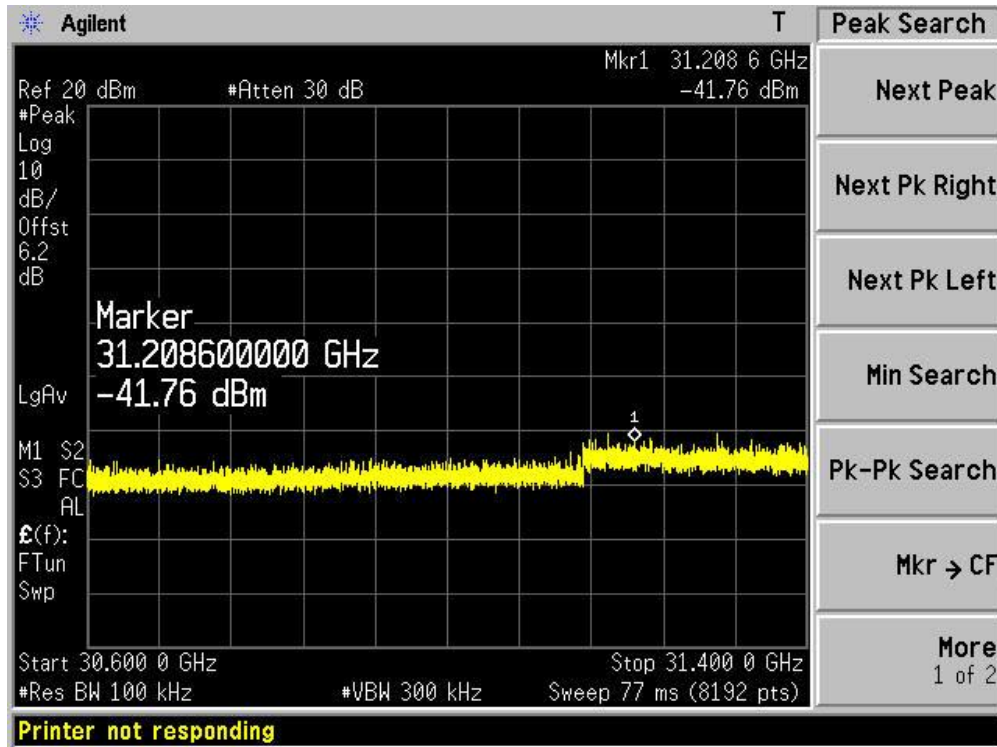 Agilent T
Peak Search
Mkr1 31.208 6 GHz
Ref 20 dBm #Atten 30 dB -41.76 dBm
#Peak
Log
10
dB/
Offst
6.2
dB
Marker
31.208600000 GHz
-41.76 dBm
LgAv
1
M1 S2
S3 FC
AL
£(f):
FTun
Swp
Start 30.600 0 GHz Stop 31.400 0 GHz
#Res BW 100 kHz #VBW 300 kHz Sweep 77 ms (8192 pts)
Printer not responding
Next Peak
Next Pk Right
Next Pk Left
Min Search
Pk-Pk Search
Mkr → CF
More
1 of 2